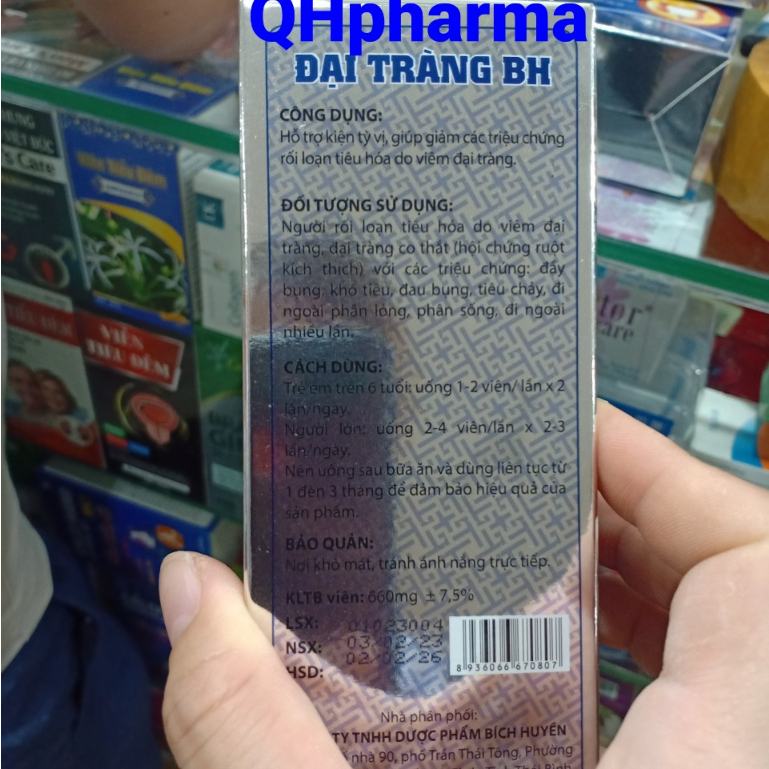 QHpharma
ĐẠI TRÀNG BH
CÔNG DỤNG:
Hỗ trợ kiện tỳ vị, giúp giảm các triệu chứng
rối loạn tiêu hóa do viêm đại tràng.
ĐỐI TƯỢNG SỬ DỤNG:
Người rối loạn tiêu hóa do viêm đại
tràng, đại tràng co thắt (hội chứng ruột
kích thích) với các triệu chứng: đầy
bụng, khó tiêu, đau bụng, tiêu chảy, đi
ngoài phân lỏng, phân sống, đi ngoài
nhiều lần.
CÁCH DÙNG:
Trẻ em trên 6 tuổi: uống 1-2 viên/ lần x 2
lần/ngày.
Người lớn: uống 2-4 viên/lần x 2-3
lần/ngày.
Nên uống sau bữa ăn và dùng liên tục từ
1 đến 3 tháng để đảm bảo hiệu quả của
sản phẩm.
BẢO QUẢN:
Nơi khô mát, tránh ánh nắng trực tiếp.
KLTB viên: 660mg ± 7,5%
LSX: 01023004
NSX: 03/02/23
HSD: 02/02/26
8 936066 670807
Nhà phân phối:
TY TNHH DƯỢC PHẨM BÍCH HUYỀN
nhà 90, phố Trần Thái Tông, Phường
Thái Bình
VIÊN
TIỂU ĐÊM